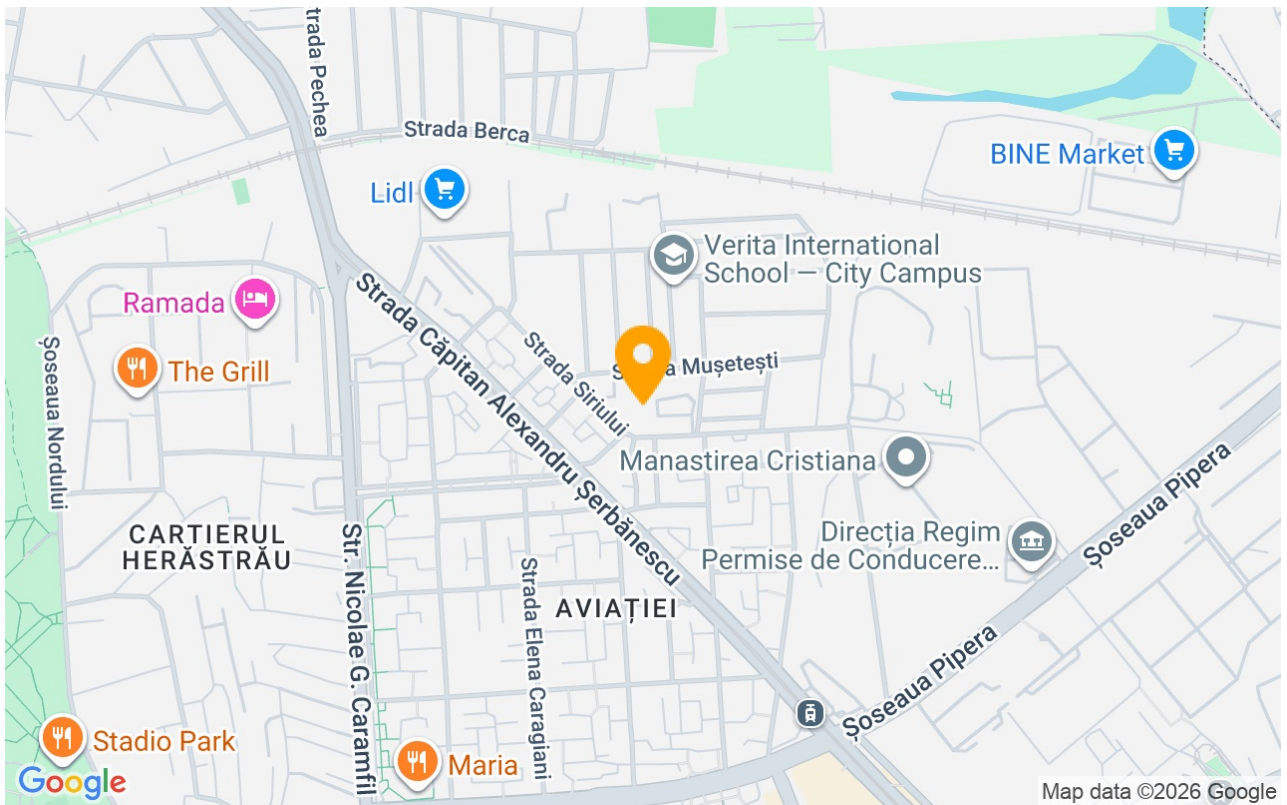 trada Pechea
Strada Berca
BINE Market
Lidl
Verita International
School — City Campus
Ramada
Strada Căpitan Alexandru Șerbănescu
Strada Siriului
S a Mușetești
The Grill
Șoseaua Nordului
Manastirea Cristiana
Șoseaua Pipera
CARTIERUL
HERĂSTRĂU
Str. Nicolae G. Caramfil
Direcția Regim
Permise de Conducere...
Strada Elena Caragiani
AVIAȚIEI
Șoseaua Pipera
Stadio Park
Maria
Google
Map data ©2026 Google